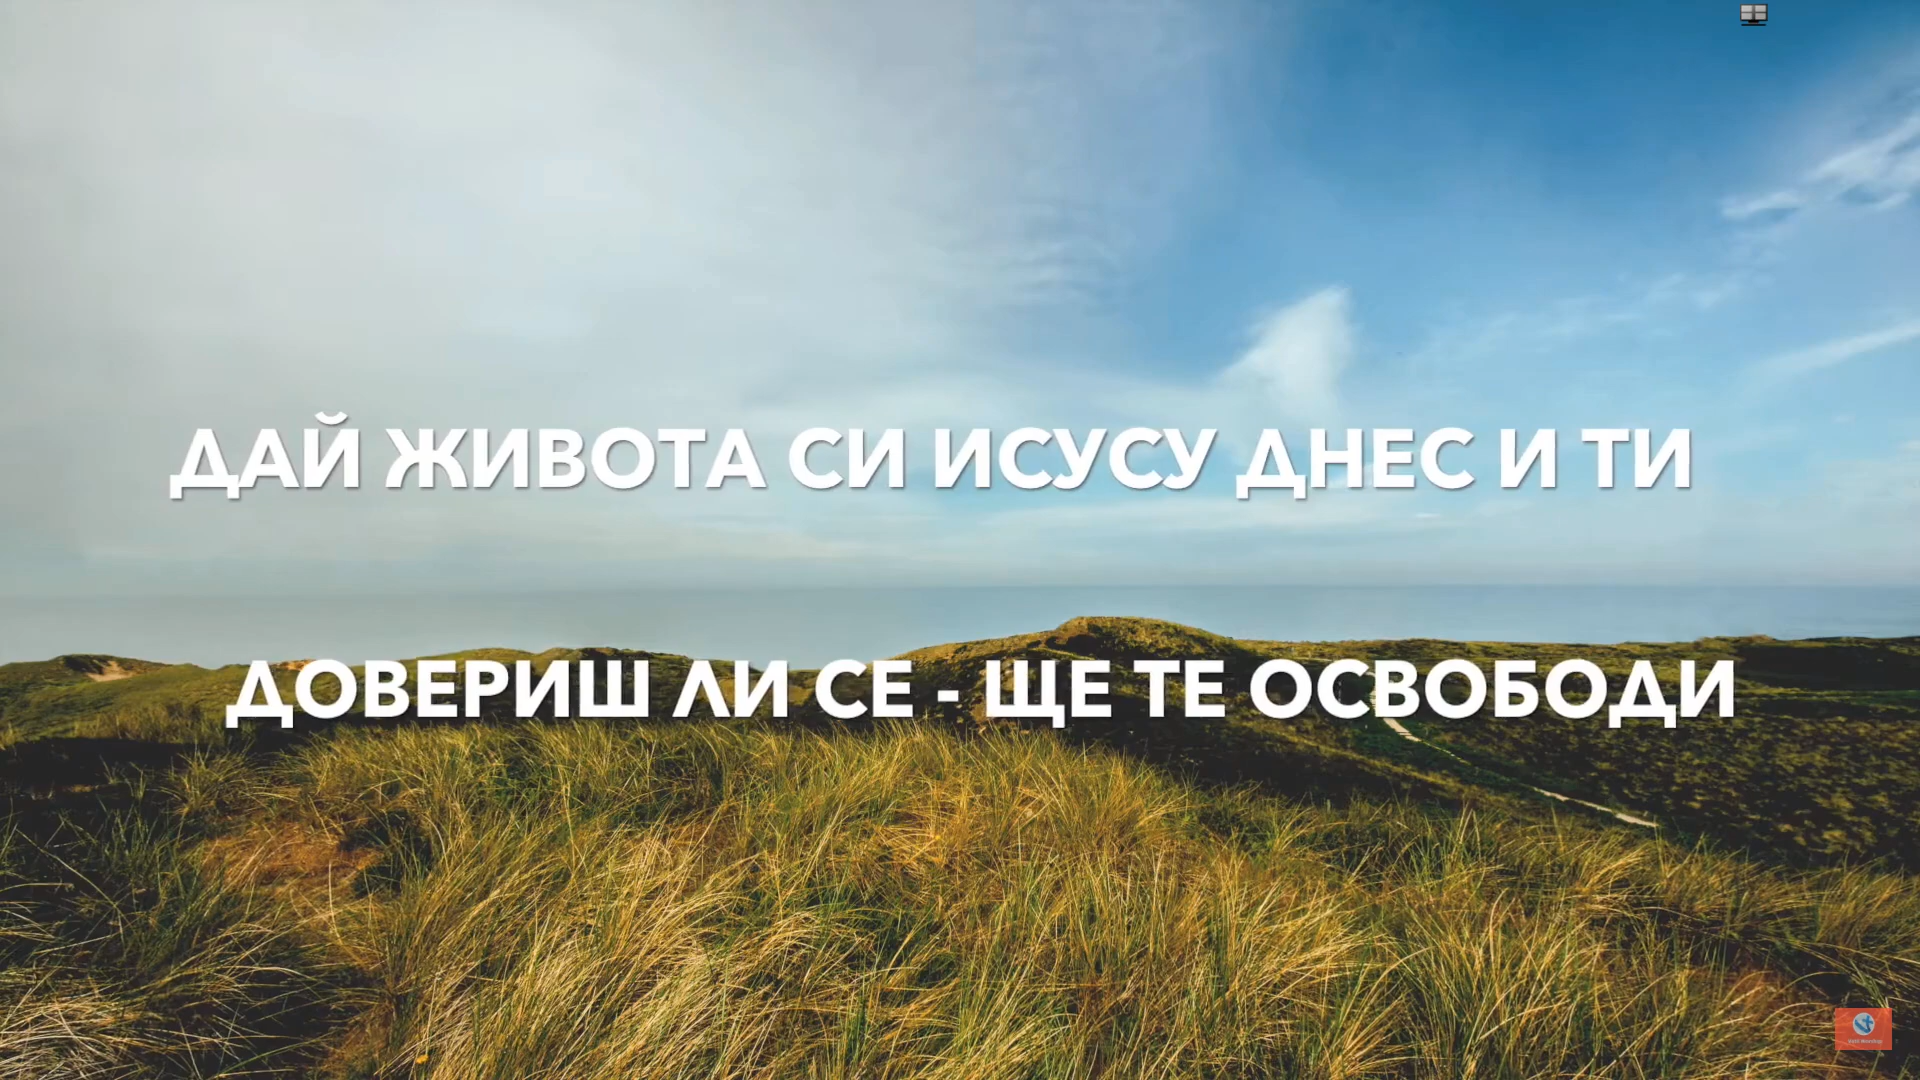 ДАЙ ЖИВОТА СИ ИСУСУ ДНЕС И ТИ
ДОВЕРИШ ЛИ СЕ - ЩЕ ТЕ ОСВОБОДИ